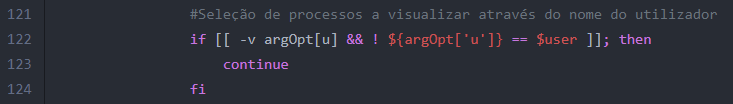 121 #Seleção de processos a visualizar através do nome do utilizador
122 if [[ -v argOpt[u] && ! ${argOpt['u']} == $user ]]; then
123 continue
124 fi